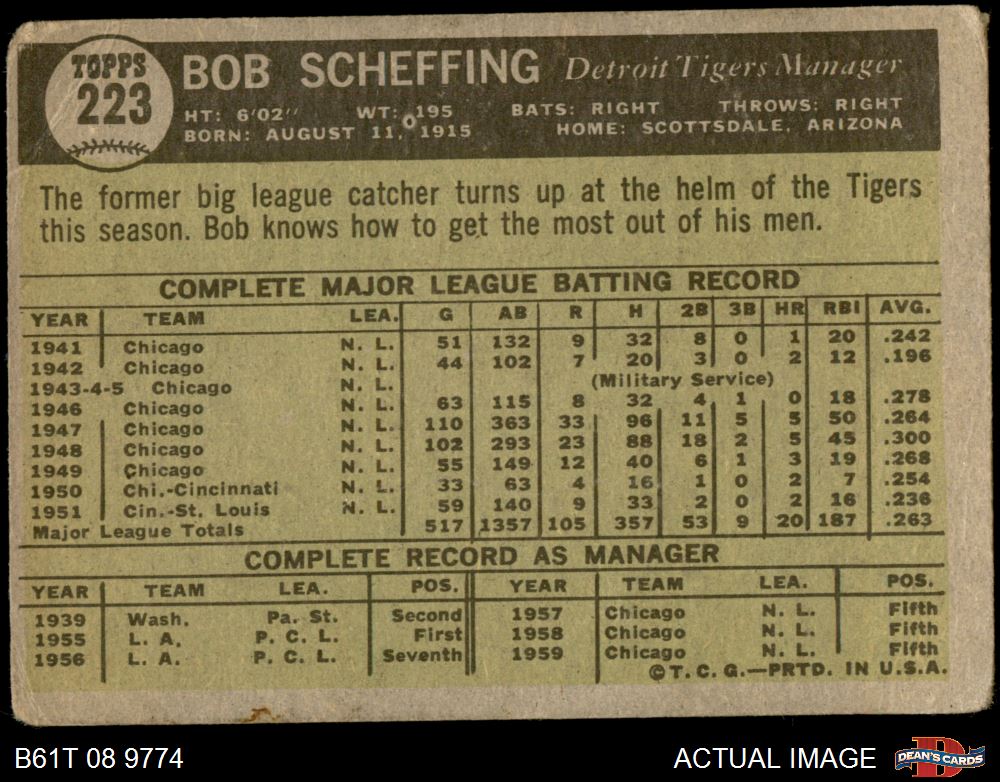 TOPPS
223
BOB SCHEFFING Detroit Tigers Manager
HT: 6'02" WT: 195 BATS: RIGHT THROWS: RIGHT
BORN: AUGUST 11, 1915 HOME: SCOTTSDALE, ARIZONA
The former big league catcher turns up at the helm of the Tigers
this season. Bob knows how to get the most out of his men.
COMPLETE MAJOR LEAGUE BATTING RECORD
YEAR TEAM LEA. G AB R H 2B 3B HR RBI AVG.
1941 Chicago N. L. 51 132 9 32 8 0 1 20 .242
1942 Chicago N. L. 44 102 7 20 3 0 2 12 .196
1943-4-5 Chicago N. L. (Military Service)
1946 Chicago N. L. 63 115 8 32 4 1 0 18 .278
1947 Chicago N. L. 110 363 33 96 11 5 5 50 .264
1948 Chicago N. L. 102 293 23 88 18 2 5 45 .300
1949 Chicago N. L. 55 149 12 40 6 1 3 19 .268
1950 Chi.-Cincinnati N. L. 33 63 4 16 1 0 2 7 .254
1951 Cin.-St. Louis N. L. 59 140 9 33 2 0 2 16 .236
Major League Totals 517 1357 105 357 53 9 20 187 .263
COMPLETE RECORD AS MANAGER
YEAR TEAM LEA. POS. YEAR TEAM LEA. POS.
1939 Wash. Pa. St. Second 1957 Chicago N. L. Fifth
1955 L. A. P. C. L. First 1958 Chicago N. L. Fifth
1956 L. A. P. C. L. Seventh 1959 Chicago N. L. Fifth
©T. C. G.—PRTD. IN U.S.A.
B61T 08 9774 ACTUAL IMAGE D DEAN'S CARDS